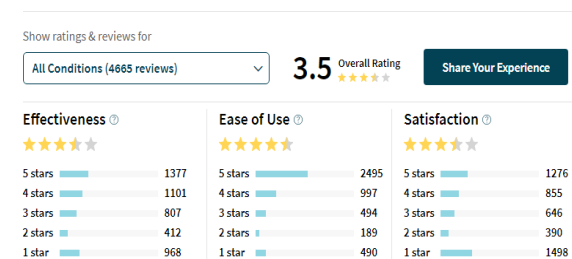 Show ratings & reviews for
All Conditions (4665 reviews)
3.5
Overall Rating
Share Your Experience
Effectiveness ?
5 stars 1377
4 stars 1101
3 stars 807
2 stars 412
1 star 968
Ease of Use ?
5 stars 2495
4 stars 997
3 stars 494
2 stars 189
1 star 490
Satisfaction ?
5 stars 1276
4 stars 855
3 stars 646
2 stars 390
1 star 1498